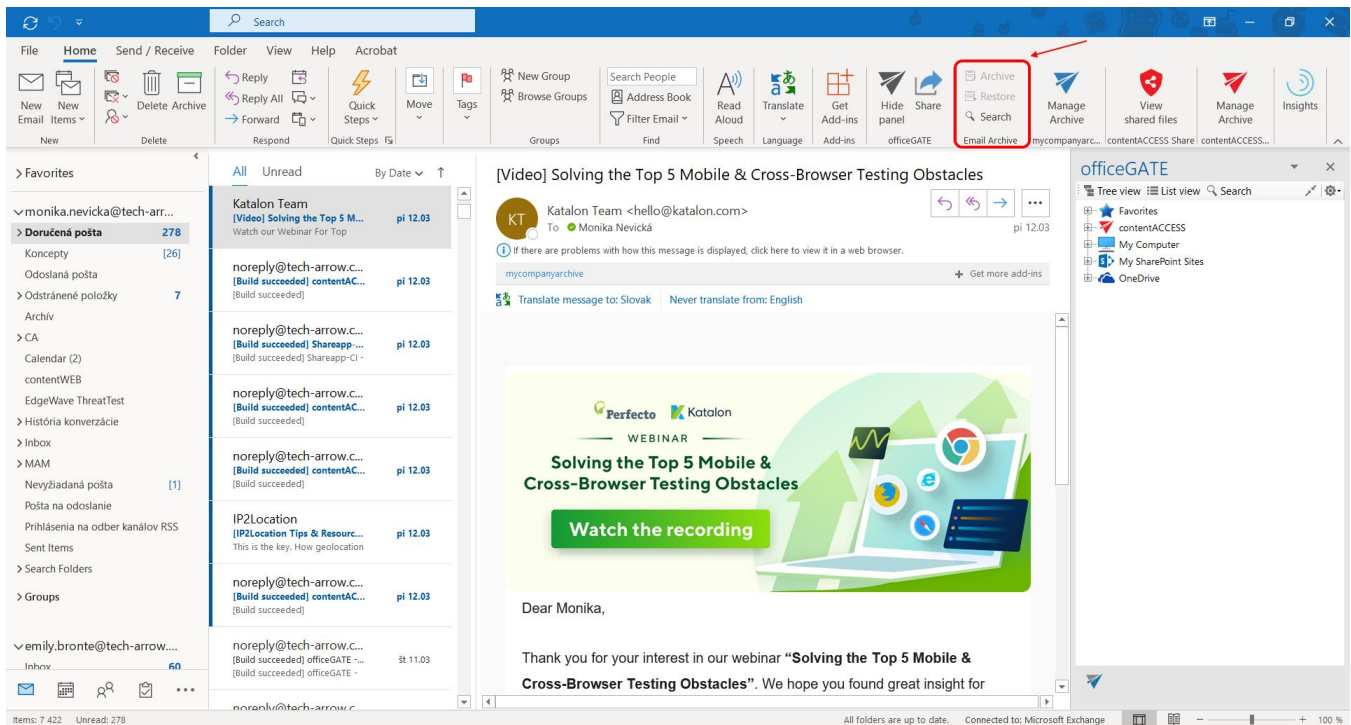 Search
File Home Send / Receive Folder View Help Acrobat
New Email
New Items
Delete
Archive
Reply
Reply All
Forward
Quick Steps
Move
Tags
New Group
Browse Groups
Search People
Address Book
Filter Email
Read Aloud
Translate
Get Add-ins
Hide panel
Share
Archive
Restore
Search
Manage Archive
View shared files
Manage Archive
Insights
New Delete Respond Quick Steps Groups Find Speech Language Add-ins officeGATE Email Archive mycompanyarc... contentACCESS Share contentACCESS...
Favorites
monika.nevicka@tech-arr...
Doručená pošta 278
Koncepty [26]
Odoslaná pošta
Odstránené položky 7
Archív
CA
Calendar (2)
contentWEB
EdgeWave ThreatTest
História konverzácie
Inbox
MAM
Nevyžiadaná pošta [1]
Pošta na odoslanie
Prihlásenia na odber kanálov RSS
Sent Items
Search Folders
Groups
emily.bronte@tech-arrow....
Inbox 60
All Unread By Date
Katalon Team
[Video] Solving the Top 5 M... pi 12.03
Watch our Webinar For Top
noreply@tech-arrow.c...
[Build succeeded] contentAC... pi 12.03
[Build succeeded]
noreply@tech-arrow.c...
[Build succeeded] Shareapp-... pi 12.03
[Build succeeded] Shareapp-CI -
noreply@tech-arrow.c...
[Build succeeded] contentAC... pi 12.03
[Build succeeded]
noreply@tech-arrow.c...
[Build succeeded] contentAC... pi 12.03
[Build succeeded]
IP2Location
[IP2Location Tips & Resourc... pi 12.03
This is the key. How geolocation
noreply@tech-arrow.c...
[Build succeeded] contentAC... pi 12.03
[Build succeeded]
noreply@tech-arrow.c...
[Build succeeded] officeGATE -... št 11.03
[Build succeeded] officeGATE -
noreply@tech-arrow.c
[Video] Solving the Top 5 Mobile & Cross-Browser Testing Obstacles
KT
Katalon Team <hello@katalon.com>
To Monika Nevická
pi 12.03
If there are problems with how this message is displayed, click here to view it in a web browser.
mycompanyarchive + Get more add-ins
Translate message to: Slovak Never translate from: English
Perfecto Katalon
WEBINAR
Solving the Top 5 Mobile &
Cross-Browser Testing Obstacles
Watch the recording
Dear Monika,
Thank you for your interest in our webinar “Solving the Top 5 Mobile &
Cross-Browser Testing Obstacles”. We hope you found great insight for
officeGATE
Tree view List view Search
Favorites
contentACCESS
My Computer
My SharePoint Sites
OneDrive
Items: 7 422 Unread: 278 All folders are up to date. Connected to: Microsoft Exchange 100 %